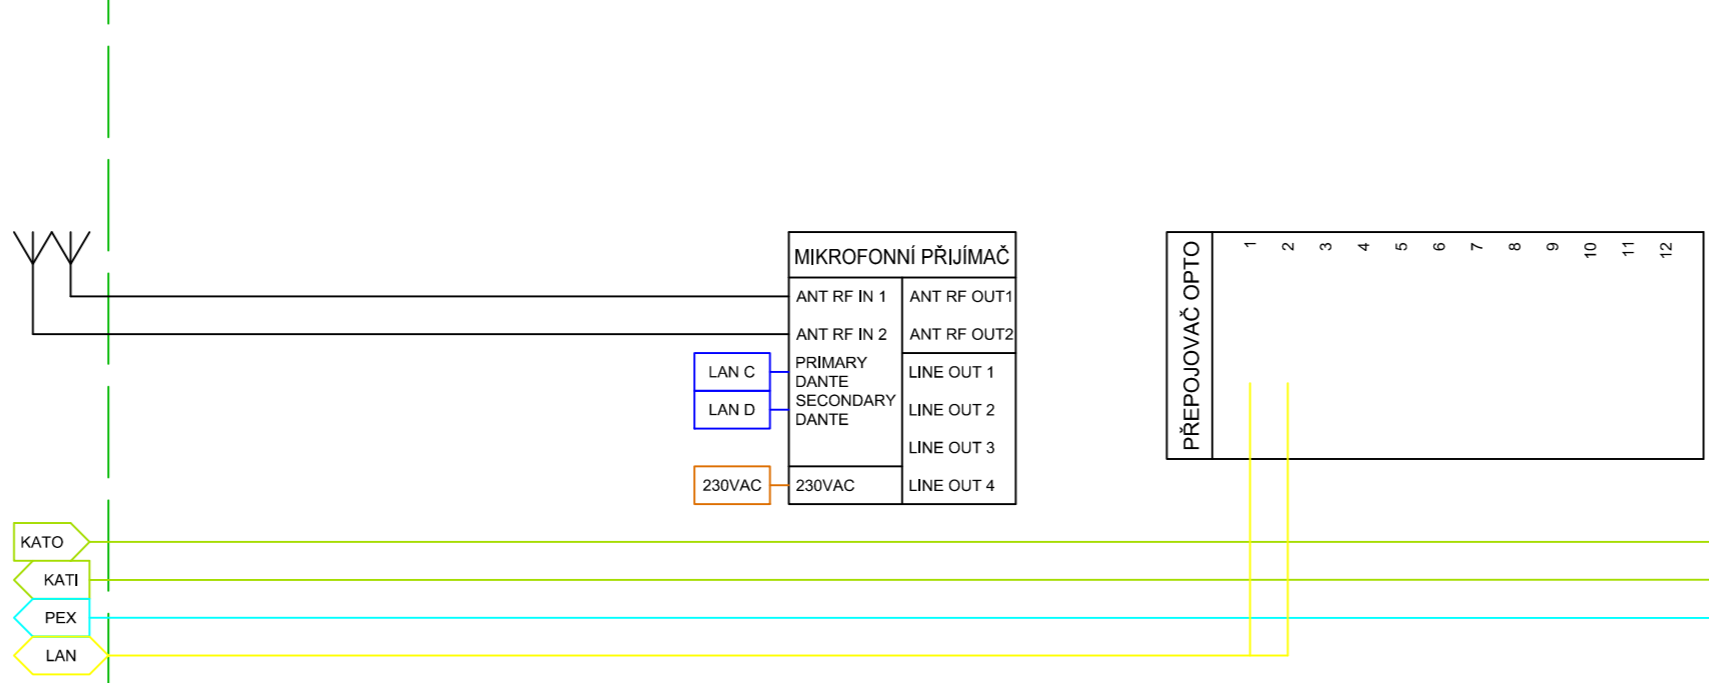 MIKROFONNÍ PŘIJÍMAČ
ANT RF IN 1
ANT RF OUT1
ANT RF IN 2
ANT RF OUT2
LAN C
PRIMARY
DANTE
LINE OUT 1
LAN D
SECONDARY
DANTE
LINE OUT 2
LINE OUT 3
230VAC
230VAC
LINE OUT 4
PŘEPOJOVAČ OPTO
1
2
3
4
5
6
7
8
9
10
11
12
KATO
KATI
PEX
LAN